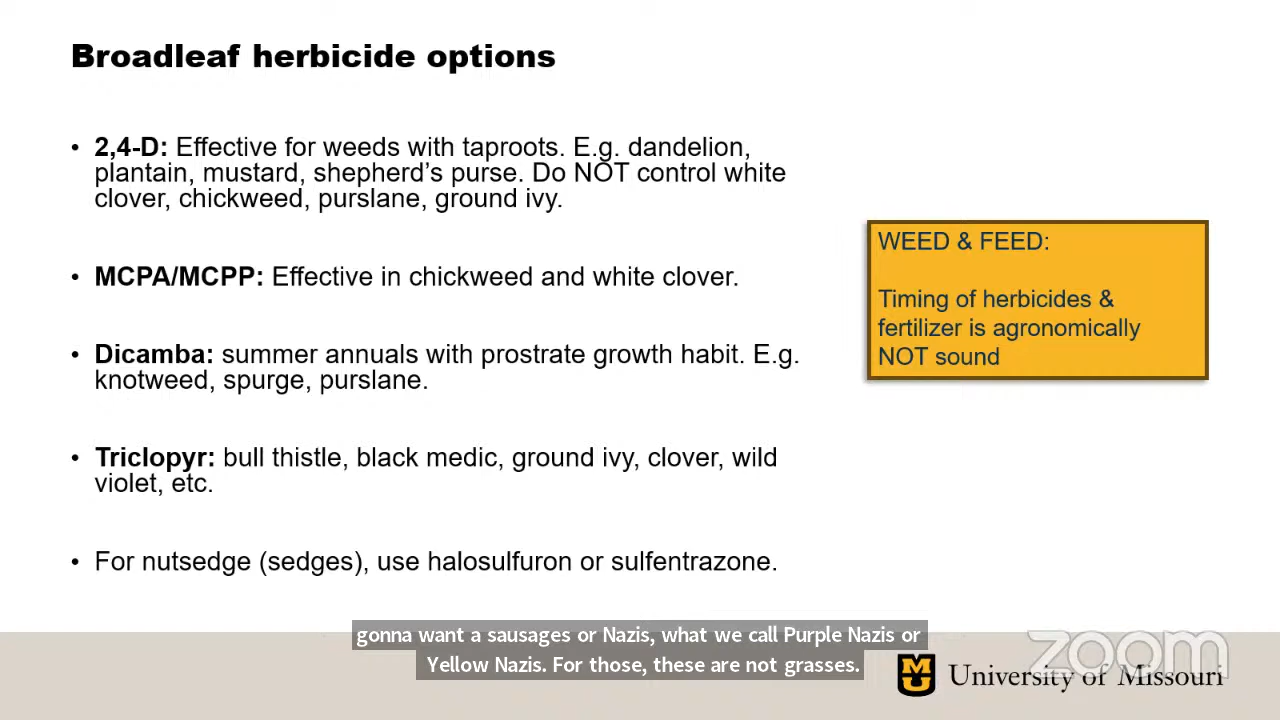 Broadleaf herbicide options
• 2,4-D: Effective for weeds with taproots. E.g. dandelion,
plantain, mustard, shepherd’s purse. Do NOT control white
clover, chickweed, purslane, ground ivy.
• MCPA/MCPP: Effective in chickweed and white clover.
• Dicamba: summer annuals with prostrate growth habit. E.g.
knotweed, spurge, purslane.
• Triclopyr: bull thistle, black medic, ground ivy, clover, wild
violet, etc.
• For nutsedge (sedges), use halosulfuron or sulfentrazone.
WEED & FEED:
Timing of herbicides &
fertilizer is agronomically
NOT sound
gonna want a sausages or Nazis, what we call Purple Nazis or
Yellow Nazis. For those, these are not grasses.
zoom
University of Missouri